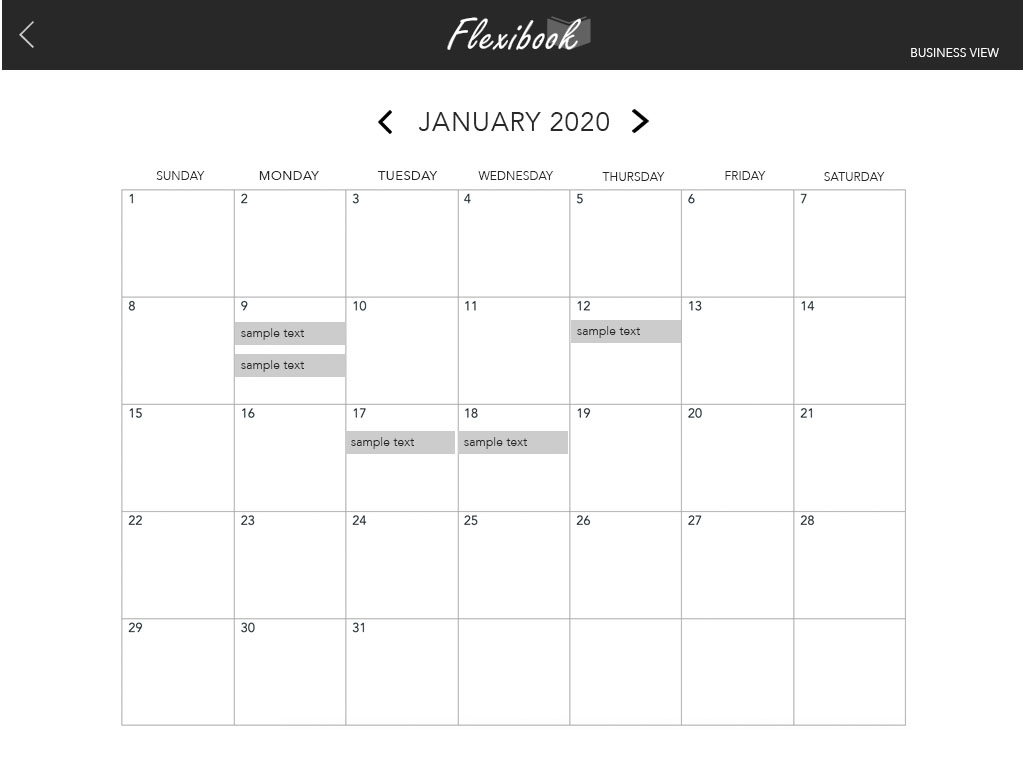 Flexibook
BUSINESS VIEW
JANUARY 2020
SUNDAY MONDAY TUESDAY WEDNESDAY THURSDAY FRIDAY SATURDAY
1 2 3 4 5 6 7
8 9 10 11 12 13 14
sample text sample text
sample text
15 16 17 18 19 20 21
sample text sample text
22 23 24 25 26 27 28
29 30 31